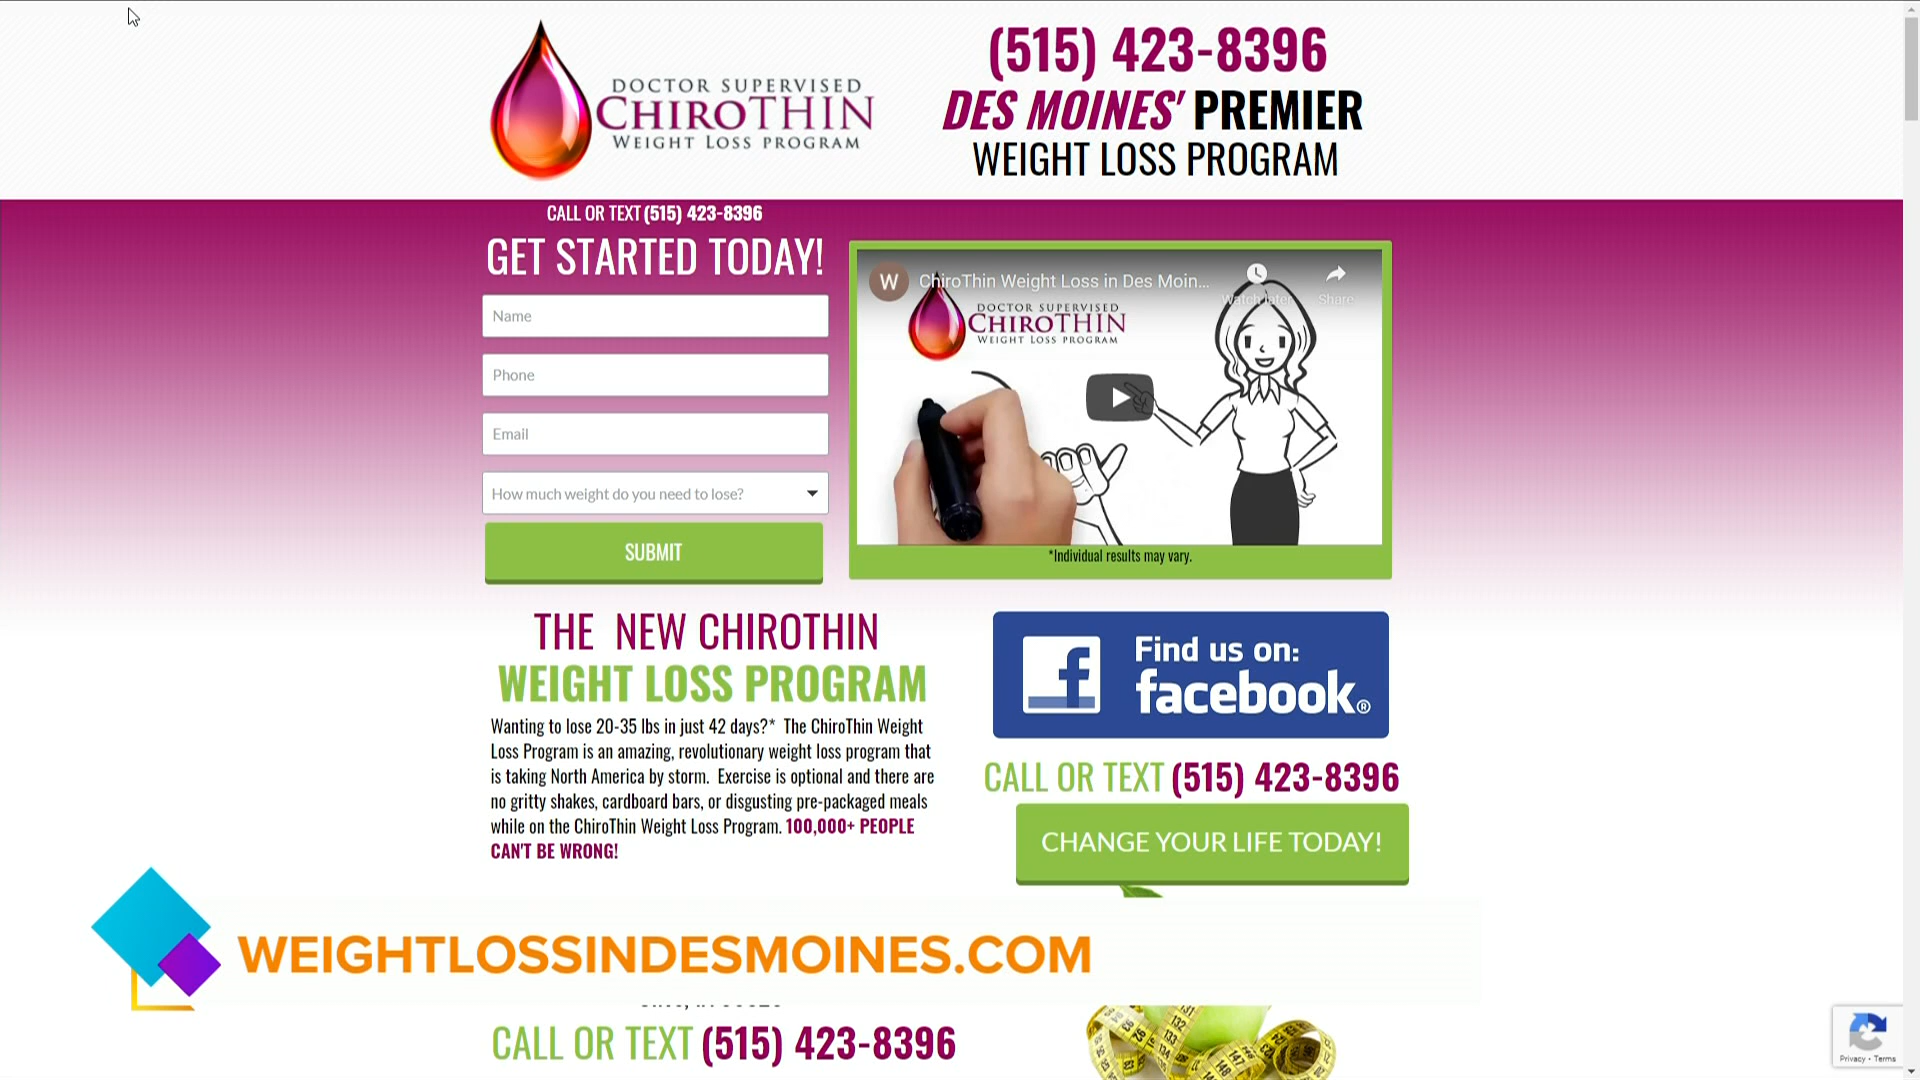 DOCTOR SUPERVISED
CHIROTHIN
WEIGHT LOSS PROGRAM
(515) 423-8396
DES MOINES' PREMIER
WEIGHT LOSS PROGRAM
CALL OR TEXT (515) 423-8396
GET STARTED TODAY!
Name
Phone
Email
How much weight do you need to lose?
SUBMIT
W
ChiroThin Weight Loss in Des Moin...
Watch later
Share
DOCTOR SUPERVISED
CHIROTHIN
WEIGHT LOSS PROGRAM
*Individual results may vary.
THE NEW CHIROTHIN
WEIGHT LOSS PROGRAM
Wanting to lose 20-35 lbs in just 42 days?* The ChiroThin Weight
Loss Program is an amazing, revolutionary weight loss program that
is taking North America by storm. Exercise is optional and there are
no gritty shakes, cardboard bars, or disgusting pre-packaged meals
while on the ChiroThin Weight Loss Program. 100,000+ PEOPLE
CAN'T BE WRONG!
Find us on:
facebook®
CALL OR TEXT (515) 423-8396
CHANGE YOUR LIFE TODAY!
WEIGHTLOSSINDESMOINES.COM
CALL OR TEXT (515) 423-8396
Privacy - Terms